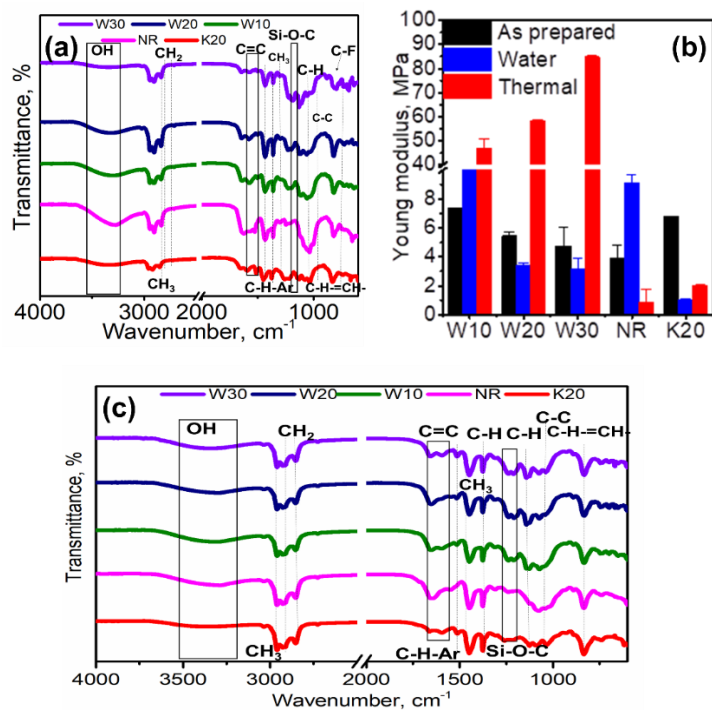 W30 W20 W10
NR K20
(a)
OH
CH2
C=C
Si-O-C
CH3
C-H
C-F
C-C
CH3
C-H-Ar
C-H-=CH-
Transmittance, %
4000 3000 2000 1000
Wavenumber, cm-1
(b)
As prepared
Water
Thermal
Young modulus, MPa
100
90
80
70
60
50
40
8
6
4
2
0
W10 W20 W30 NR K20
(c)
W30 W20 W10 NR K20
OH
CH2
C=C
C-H
C-H
C-C
C-H-=CH-
CH3
CH3
C-H-Ar
Si-O-C
Transmittance, %
4000 3500 3000 2500 2000 1500 1000
Wavenumber, cm-1